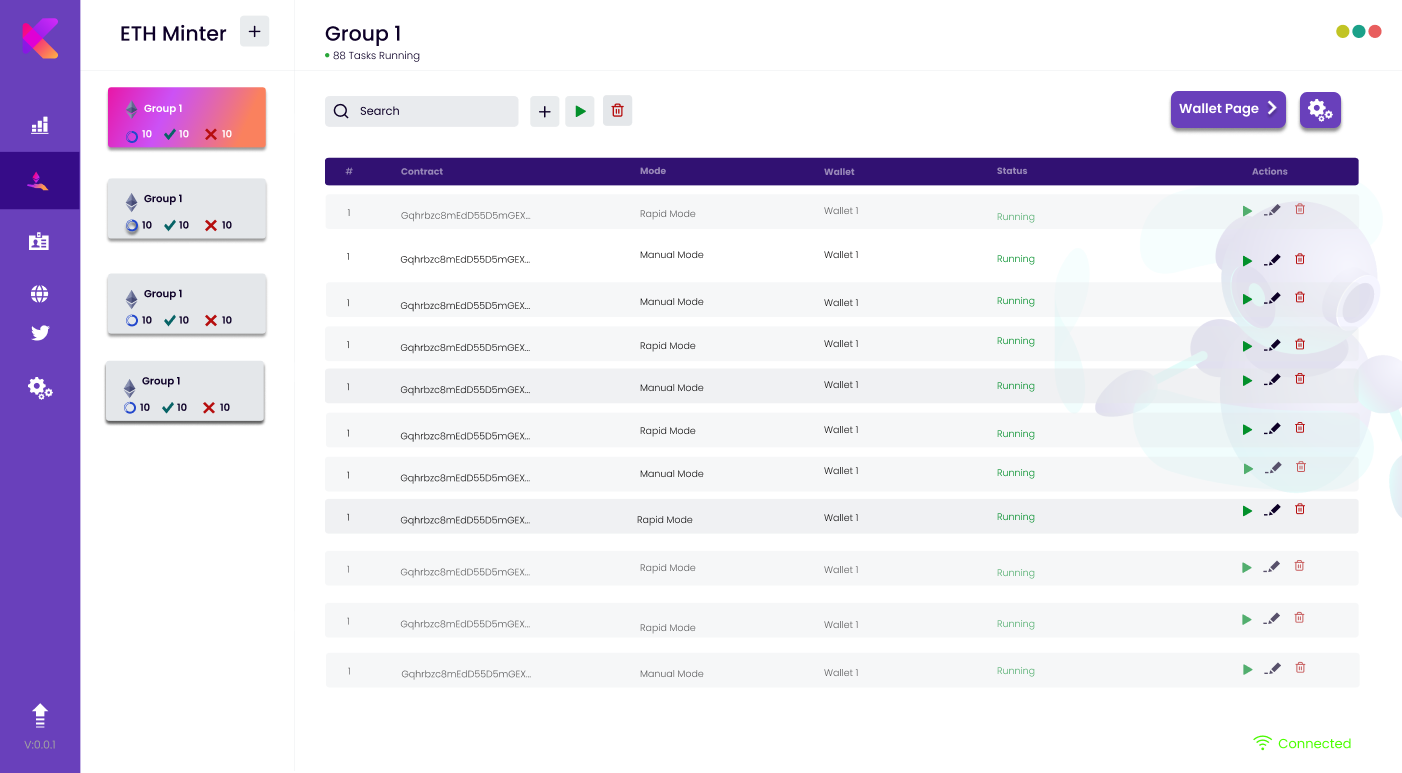 ETH Minter
+
Group 1
88 Tasks Running
Group 1
10 10 10
Group 1
10 10 10
Group 1
10 10 10
Group 1
10 10 10
V:0.0.1
Search
+
Wallet Page
# Contract Mode Wallet Status Actions
1 Gqhrbzc8mEdD55D5mGEX... Rapid Mode Wallet 1 Running
1 Gqhrbzc8mEdD55D5mGEX... Manual Mode Wallet 1 Running
1 Gqhrbzc8mEdD55D5mGEX... Manual Mode Wallet 1 Running
1 Gqhrbzc8mEdD55D5mGEX... Rapid Mode Wallet 1 Running
1 Gqhrbzc8mEdD55D5mGEX... Manual Mode Wallet 1 Running
1 Gqhrbzc8mEdD55D5mGEX... Rapid Mode Wallet 1 Running
1 Gqhrbzc8mEdD55D5mGEX... Manual Mode Wallet 1 Running
1 Gqhrbzc8mEdD55D5mGEX... Rapid Mode Wallet 1 Running
1 Gqhrbzc8mEdD55D5mGEX... Rapid Mode Wallet 1 Running
1 Gqhrbzc8mEdD55D5mGEX... Rapid Mode Wallet 1 Running
1 Gqhrbzc8mEdD55D5mGEX... Manual Mode Wallet 1 Running
Connected